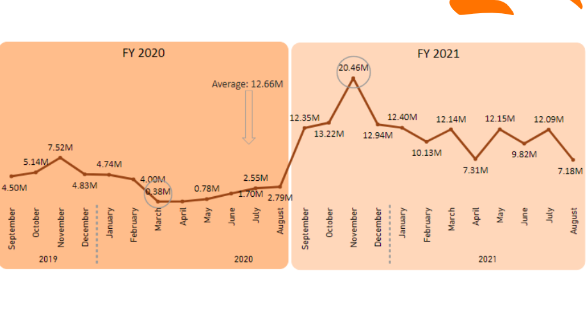 FY 2020
FY 2021
Average: 12.66M
4.50M
5.14M
7.52M
4.83M
4.74M
4.00M
0.38M
0.78M
1.70M
2.55M
2.79M
12.35M
13.22M
20.46M
12.94M
12.40M
10.13M
12.14M
7.31M
12.15M
9.82M
12.09M
7.18M
September
October
November
December
January
February
March
April
May
June
July
August
September
October
November
December
January
February
March
April
May
June
July
August
2019
2020
2021